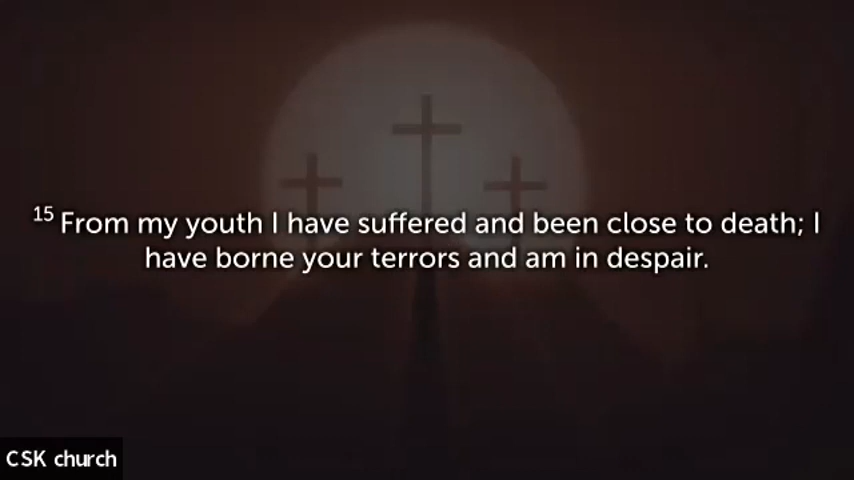 15 From my youth I have suffered and been close to death; I
have borne your terrors and am in despair.
CSK church